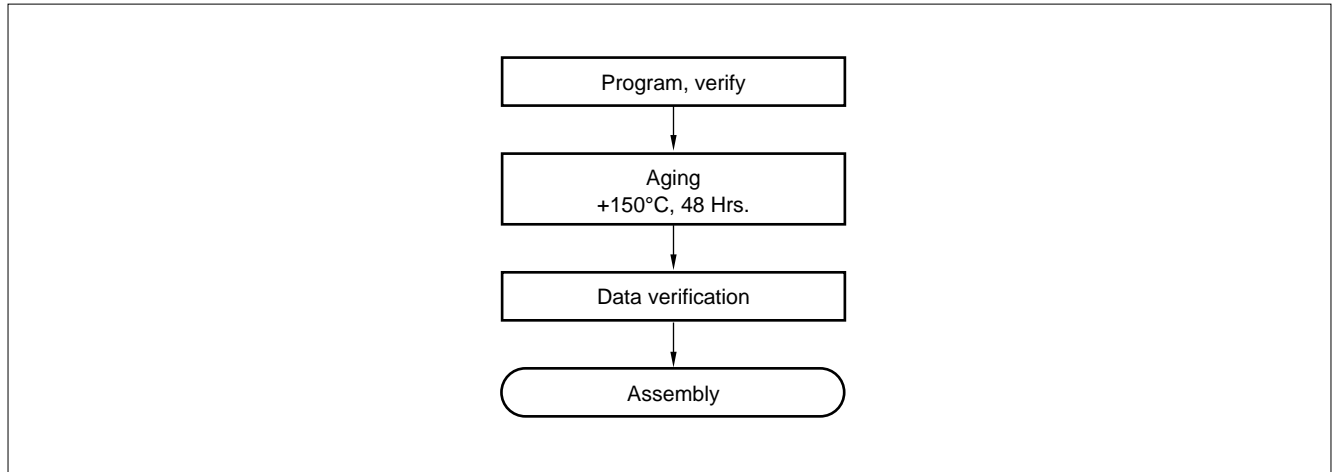 Program, verify
Aging
+150°C, 48 Hrs.
Data verification
Assembly